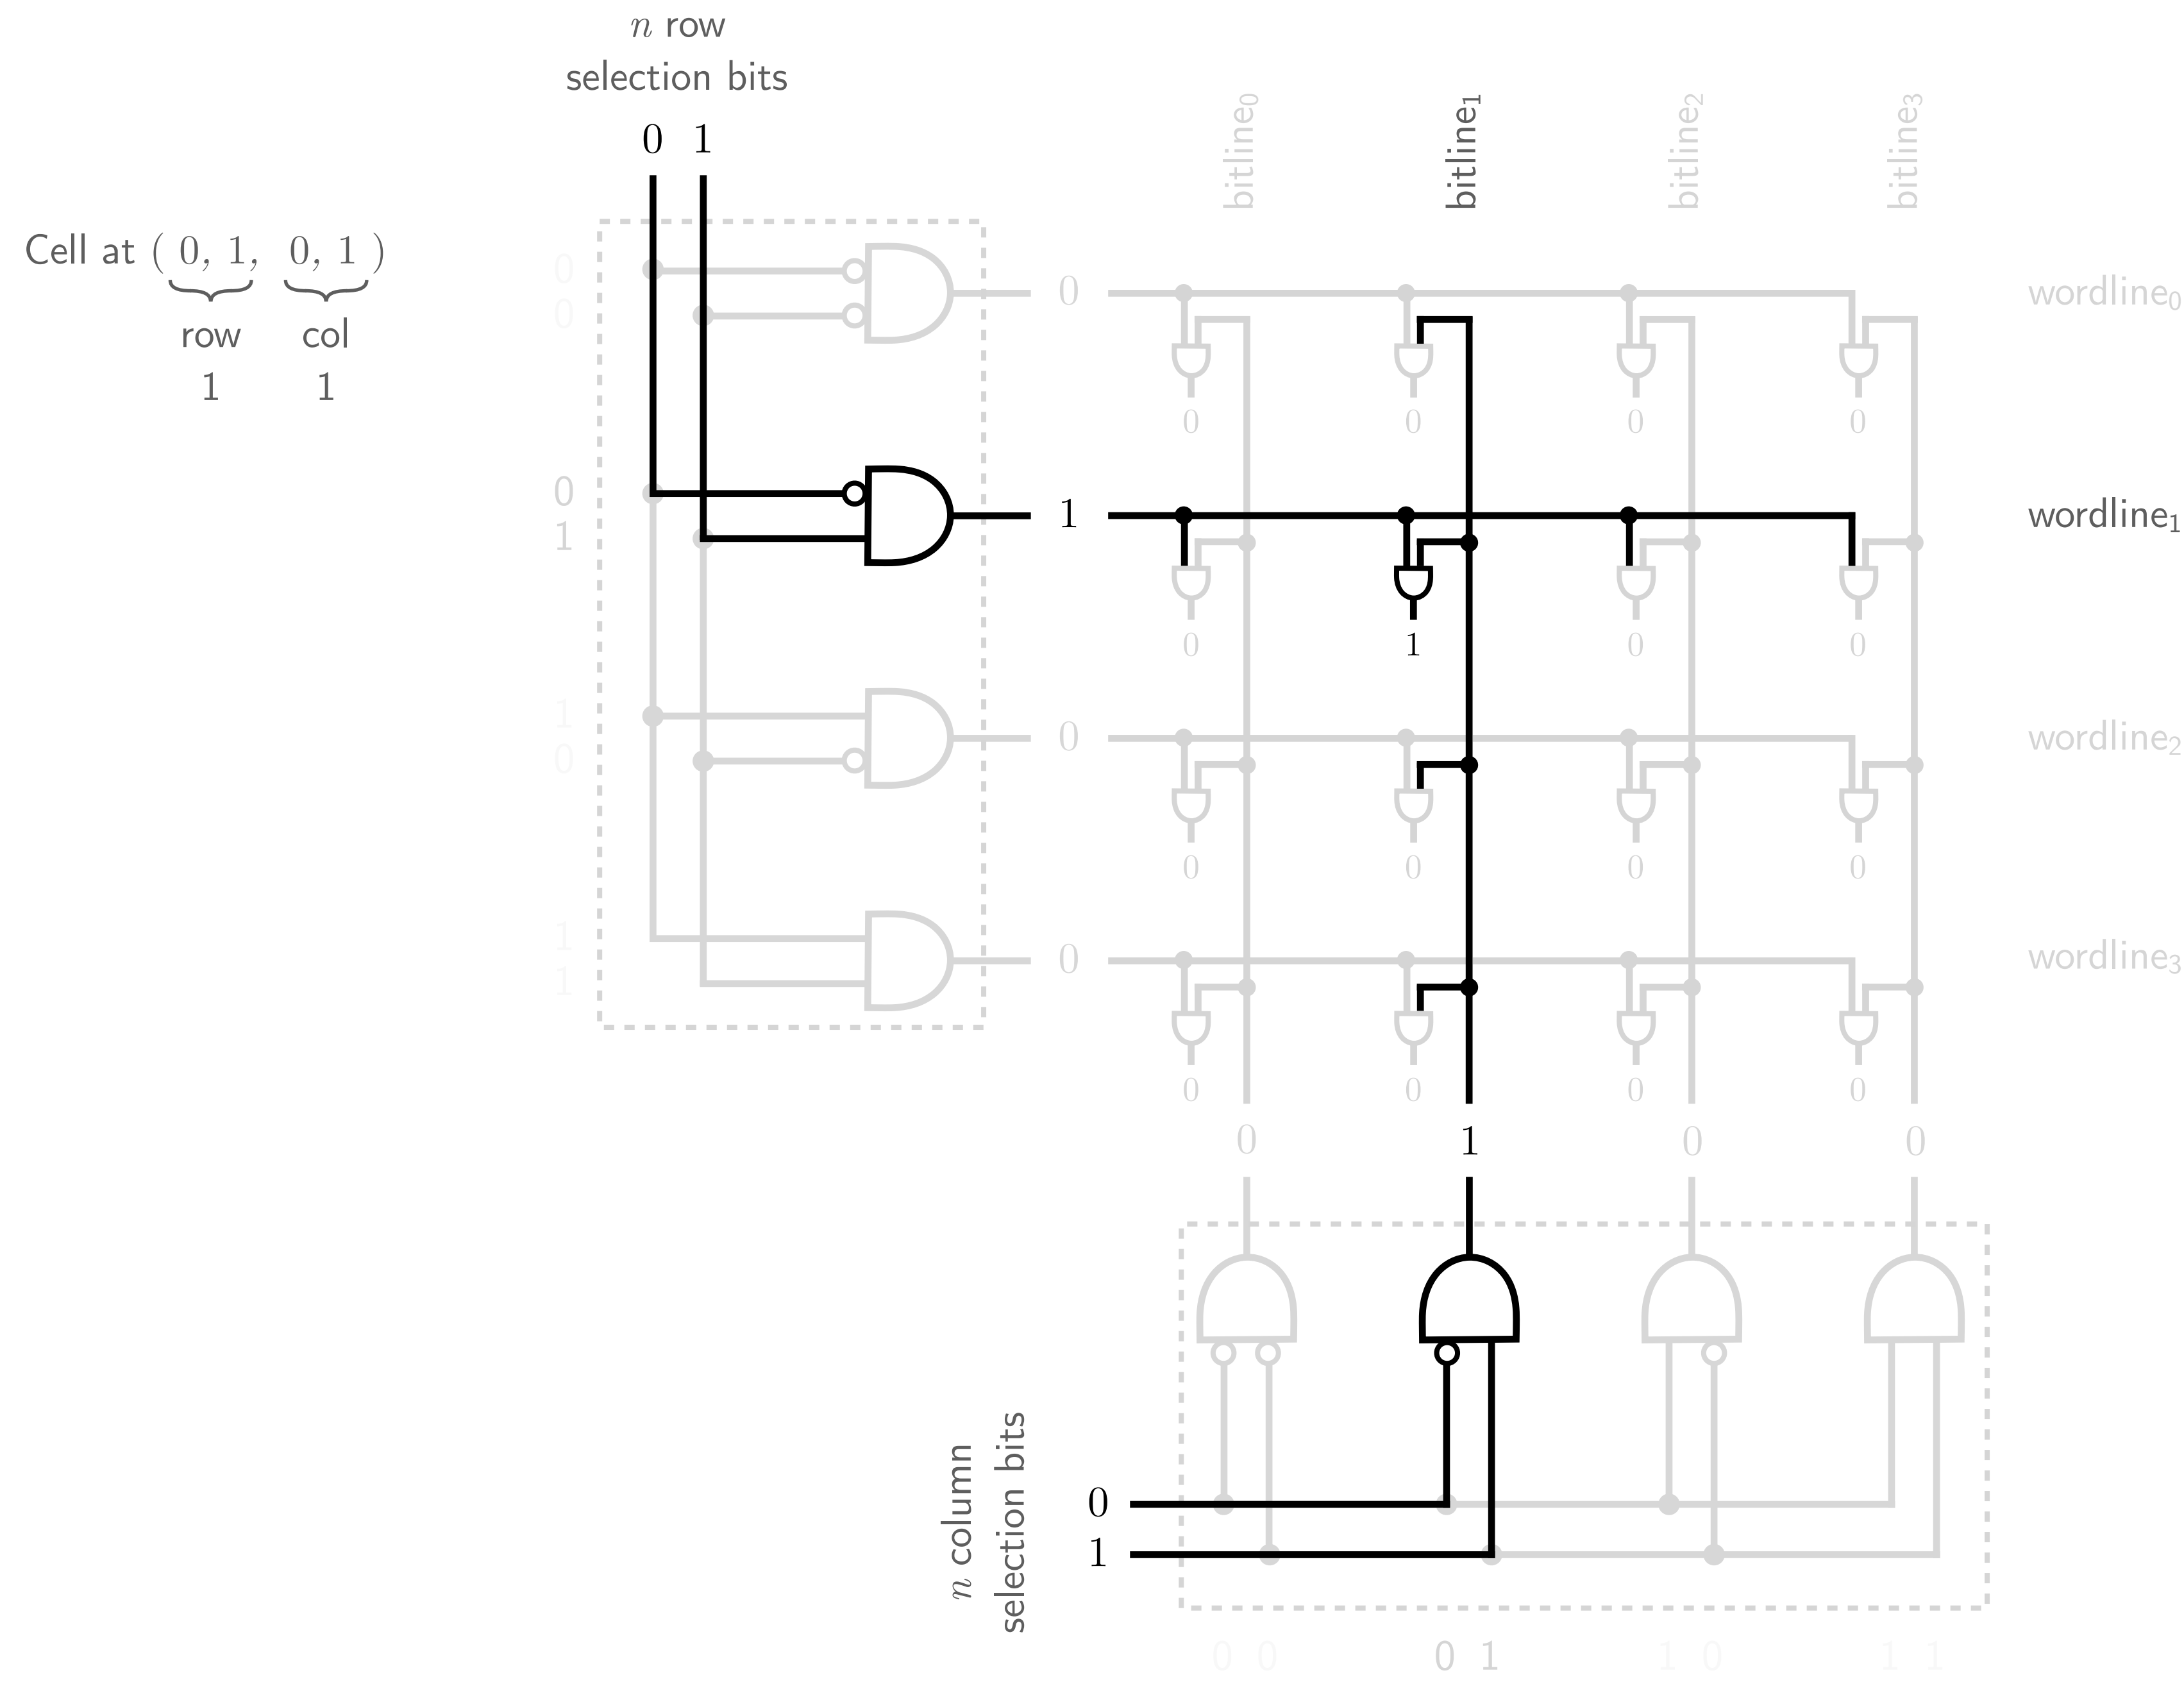 n row
selection bits
0 1
bitline0
bitline1
bitline2
bitline3
Cell at ( 0, 1, 0, 1 )
row col
1 1
0
0
0
wordline0
0 0 0 0
0
1
1
wordline1
0 1 0 0
1
0
0
wordline2
0 0 0 0
1
1
0
wordline3
0 0 0 0
0 1 0 0
n column
selection bits
0
1
0 0 0 1 1 0 1 1